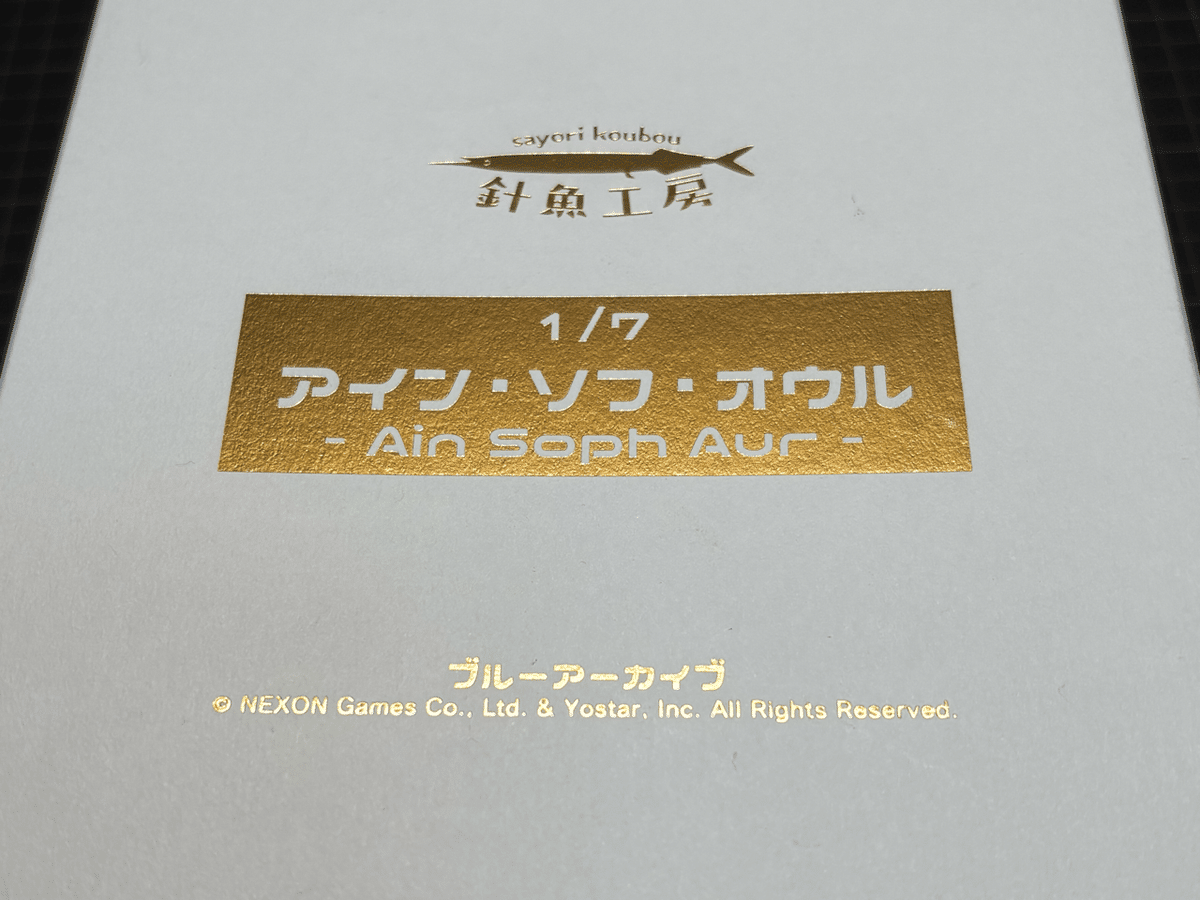 sayori koubou
針魚工房
1/7
アイン・ソフ・オウル
- Ain Soph Aur -
ブルーアーカイブ
© NEXON Games Co., Ltd. & Yostar, Inc. All Rights Reserved.